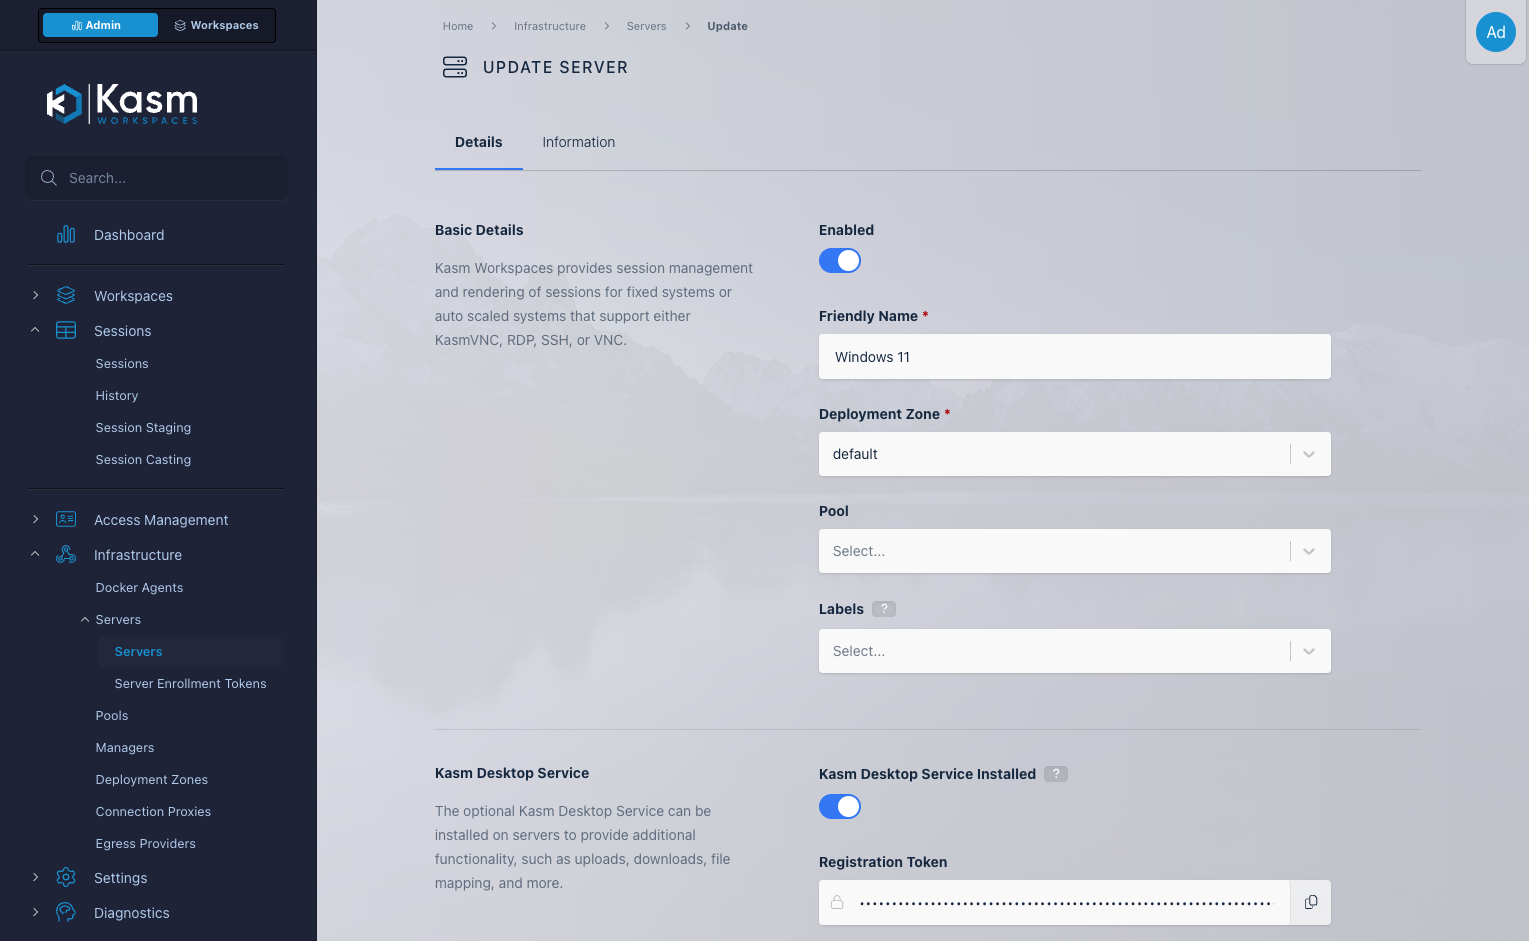 Admin
Workspaces
Kasm
WORKSPACES
Search...
Dashboard
Workspaces
Sessions
Sessions
History
Session Staging
Session Casting
Access Management
Infrastructure
Docker Agents
Servers
Servers
Server Enrollment Tokens
Pools
Managers
Deployment Zones
Connection Proxies
Egress Providers
Settings
Diagnostics
Home > Infrastructure > Servers > Update
Ad
UPDATE SERVER
Details
Information
Basic Details
Kasm Workspaces provides session management
and rendering of sessions for fixed systems or
auto scaled systems that support either
KasmVNC, RDP, SSH, or VNC.
Enabled
Friendly Name *
Windows 11
Deployment Zone *
default
Pool
Select...
Labels ?
Select...
Kasm Desktop Service
The optional Kasm Desktop Service can be
installed on servers to provide additional
functionality, such as uploads, downloads, file
mapping, and more.
Kasm Desktop Service Installed ?
Registration Token